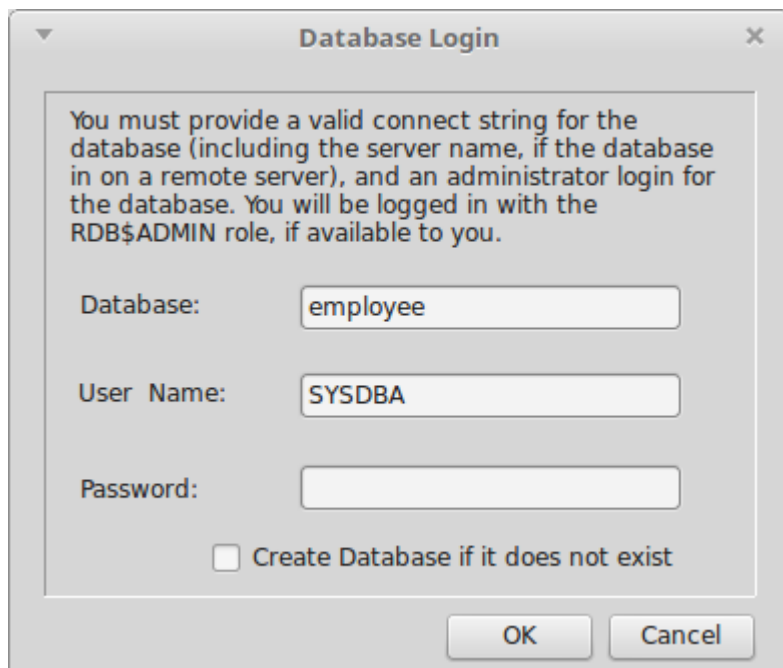 Database Login
You must provide a valid connect string for the
database (including the server name, if the database
in on a remote server), and an administrator login for
the database. You will be logged in with the
RDB$ADMIN role, if available to you.
Database: employee
User Name: SYSDBA
Password:
Create Database if it does not exist
OK Cancel